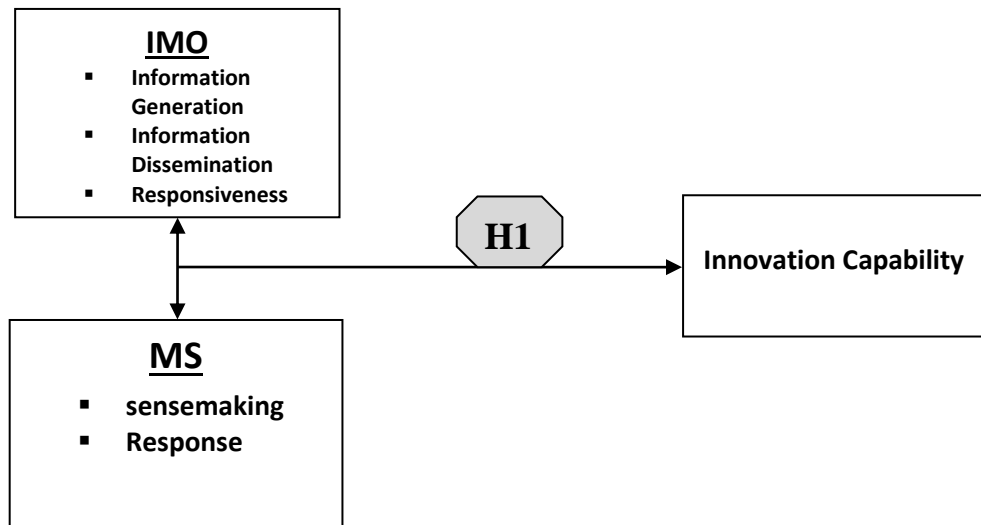 IMO
▪ Information
Generation
▪ Information
Dissemination
▪ Responsiveness
H1
Innovation Capability
MS
▪ sensemaking
▪ Response